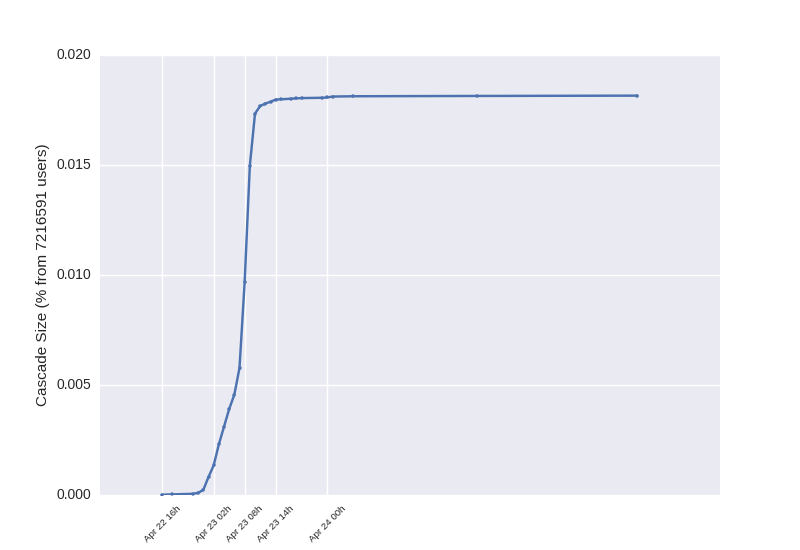 0.020
0.015
0.010
0.005
0.000
Cascade Size (% from 7216591 users)
Apr 22 16h
Apr 23 02h
Apr 23 08h
Apr 23 14h
Apr 24 00h